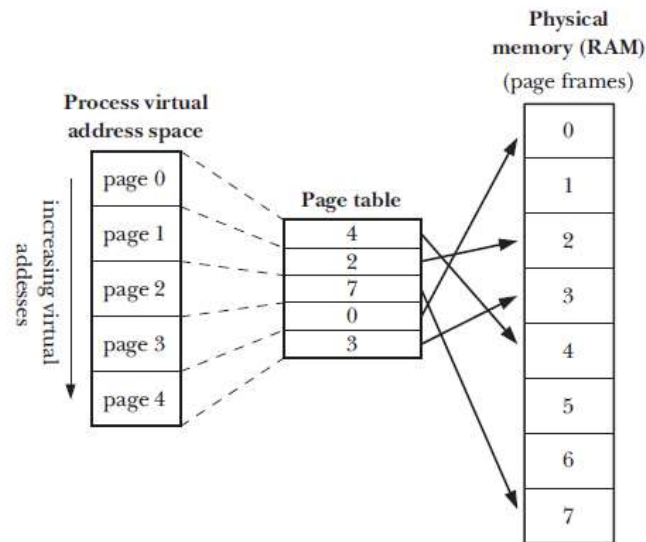 Physical
memory (RAM)
(page frames)
Process virtual
address space
increasing virtual
addesses
page 0
page 1
page 2
page 3
page 4
Page table
4
2
7
0
3
0
1
2
3
4
5
6
7